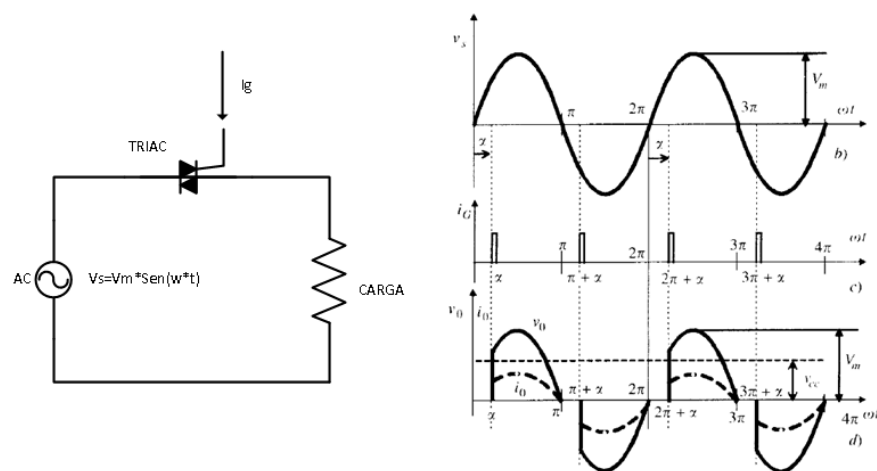 Ig
TRIAC
AC
Vs=Vm*Sen(w*t)
CARGA
v_s
π
2π
3π
V_m
ωt
α
α
b)
i_G
α
π
π + α
2π
2π + α
3π
3π + α
4π
ωt
c)
v_0 i_0
v_0
i_0
V_m
v_cc
α
π
π + α
2π
2π + α
3π
3π + α
4π
ωt
d)